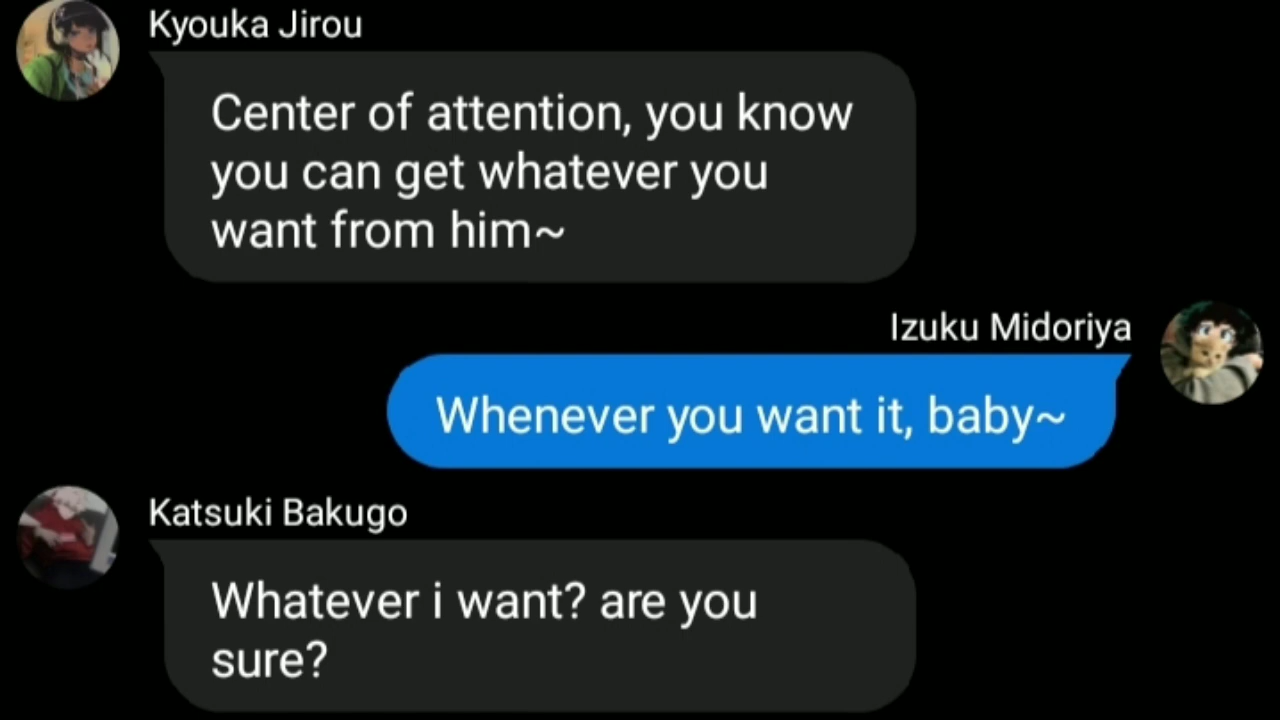 Kyouka Jirou
Center of attention, you know
you can get whatever you
want from him~
Izuku Midoriya
Whenever you want it, baby~
Katsuki Bakugo
Whatever i want? are you
sure?